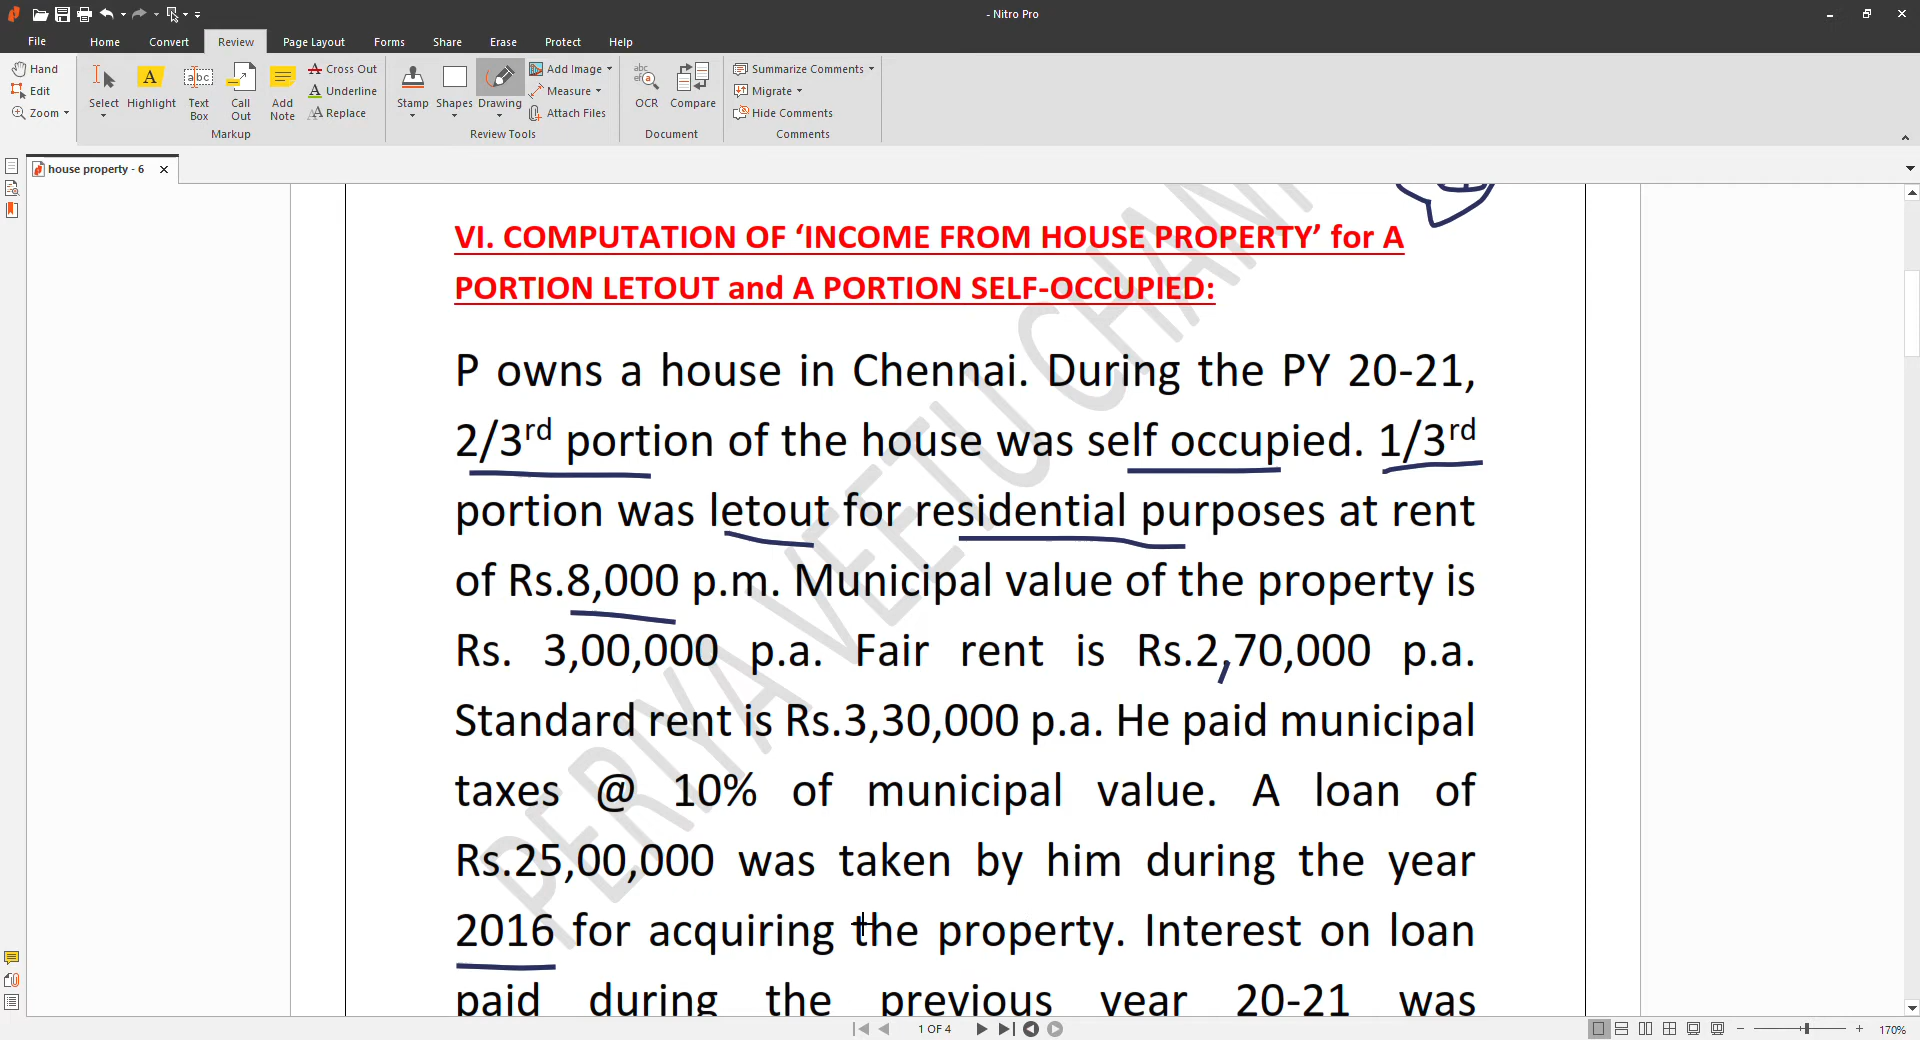 - Nitro Pro
File Home Convert Review Page Layout Forms Share Erase Protect Help
Hand
Edit
Zoom
Select
Highlight
Text Box
Call Out
Add Note
Cross Out
Underline
Replace
Markup
Stamp
Shapes
Drawing
Add Image
Measure
Attach Files
Review Tools
OCR
Compare
Document
Summarize Comments
Migrate
Hide Comments
Comments
house property - 6
VI. COMPUTATION OF ‘INCOME FROM HOUSE PROPERTY’ for A
PORTION LETOUT and A PORTION SELF-OCCUPIED:
P owns a house in Chennai. During the PY 20-21,
2/3rd portion of the house was self occupied. 1/3rd
portion was letout for residential purposes at rent
of Rs.8,000 p.m. Municipal value of the property is
Rs. 3,00,000 p.a. Fair rent is Rs.2,70,000 p.a.
Standard rent is Rs.3,30,000 p.a. He paid municipal
taxes @ 10% of municipal value. A loan of
Rs.25,00,000 was taken by him during the year
2016 for acquiring the property. Interest on loan
paid during the previous year 20-21 was
PERIYA VEETU CHAN
1 OF 4
170%